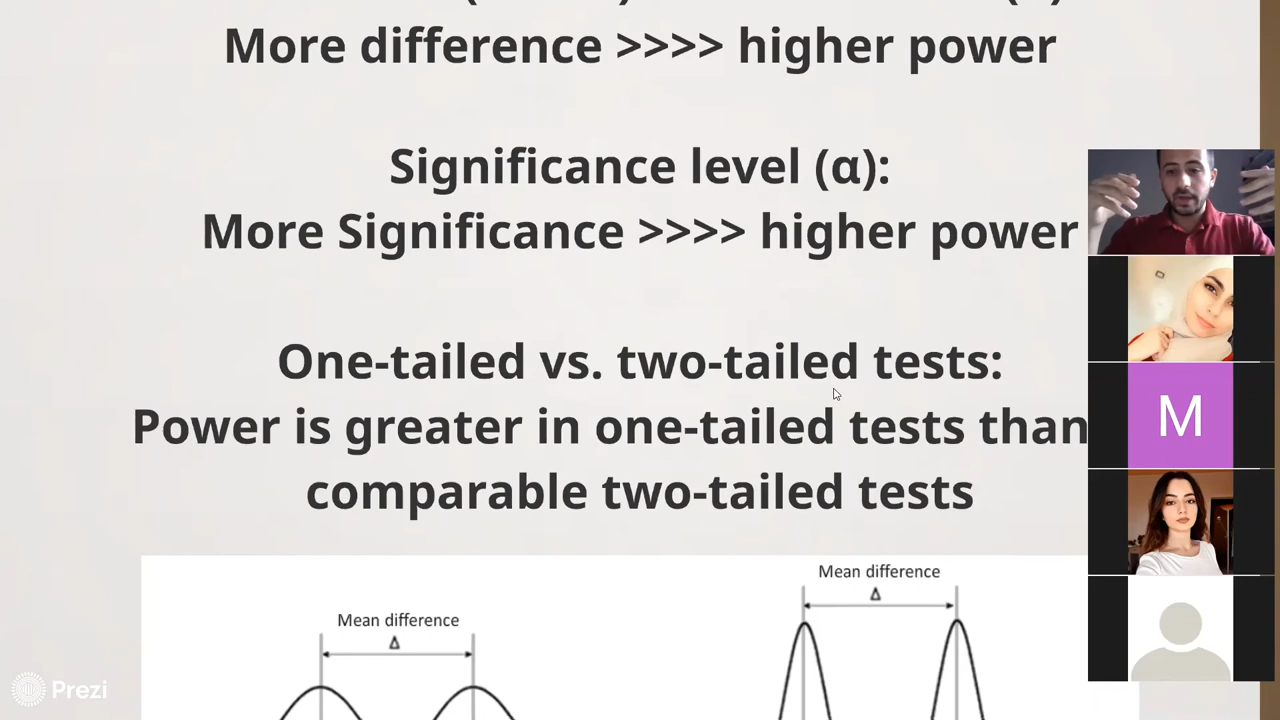 More difference >>>> higher power
Significance level (α):
More Significance >>>> higher power
One-tailed vs. two-tailed tests:
Power is greater in one-tailed tests than
comparable two-tailed tests
Mean difference
Δ
Mean difference
Δ
M
Prezi